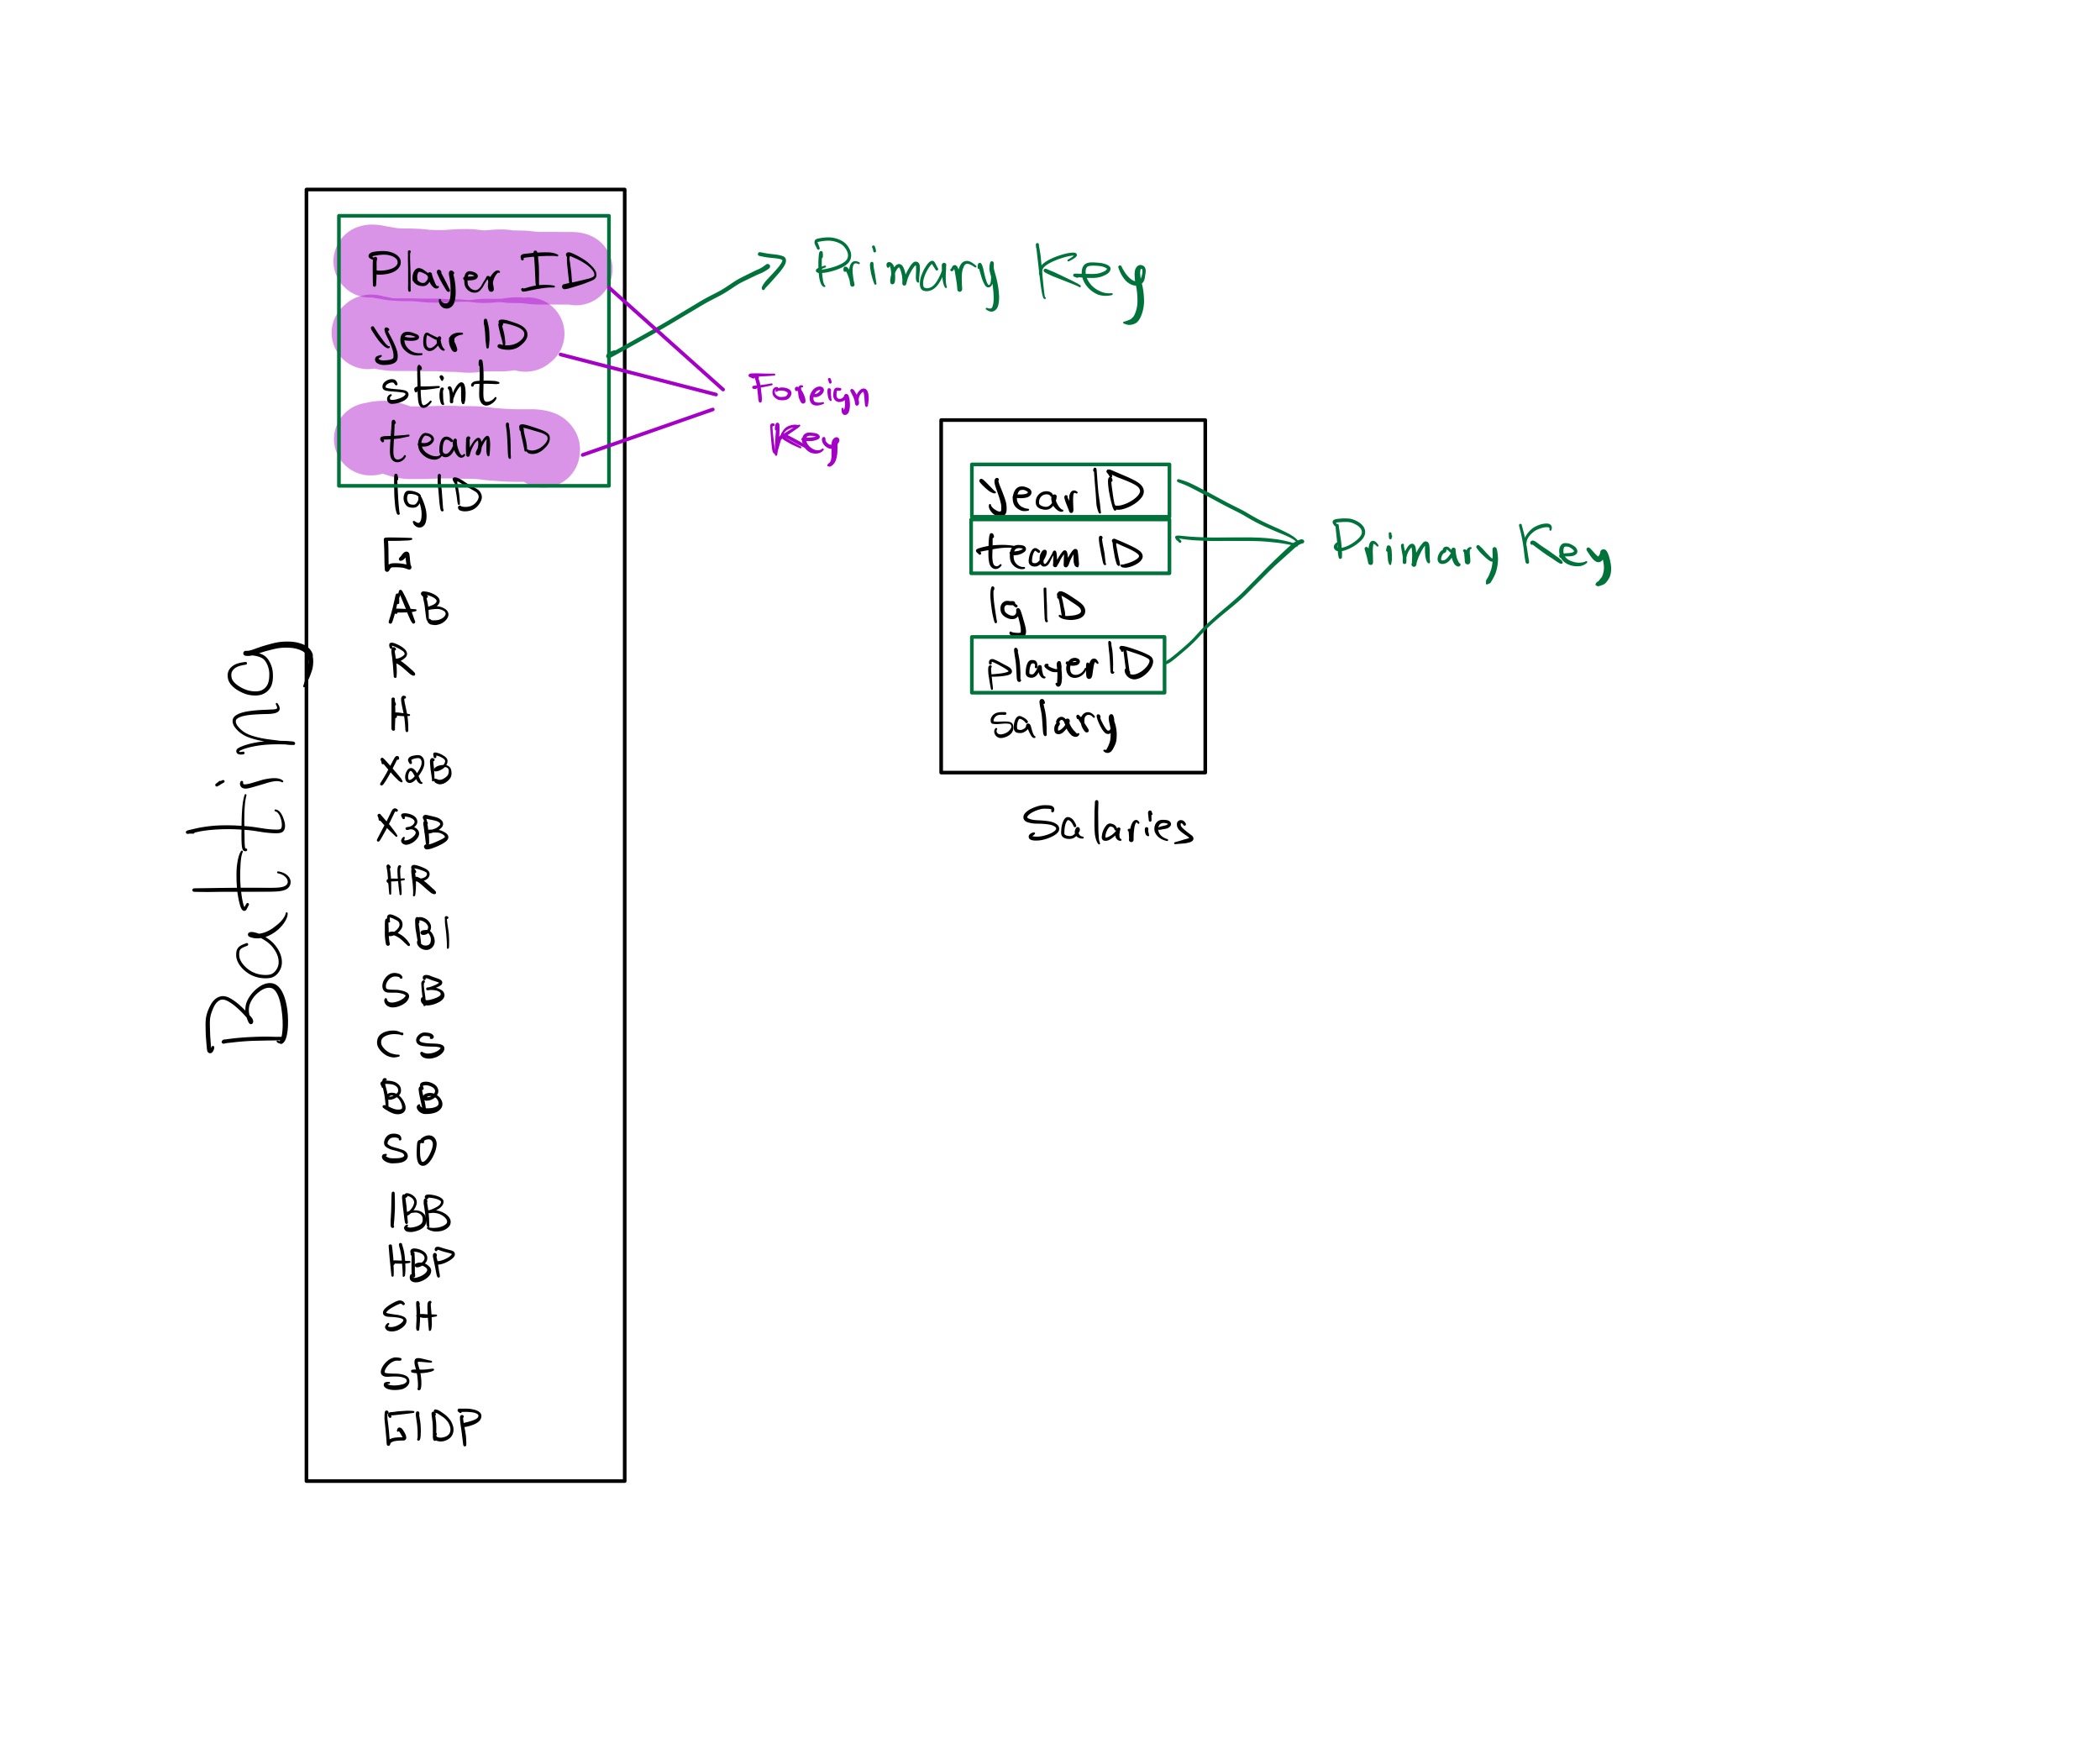 Batting
Player ID
year ID
stint
team ID
lg ID
G
AB
R
H
X2B
X3B
HR
RBI
SB
CS
BB
SO
IBB
HBP
SH
SF
GIDP
Primary Key
Foreign
Key
year ID
team ID
lg ID
player ID
salary
Salaries
Primary Key